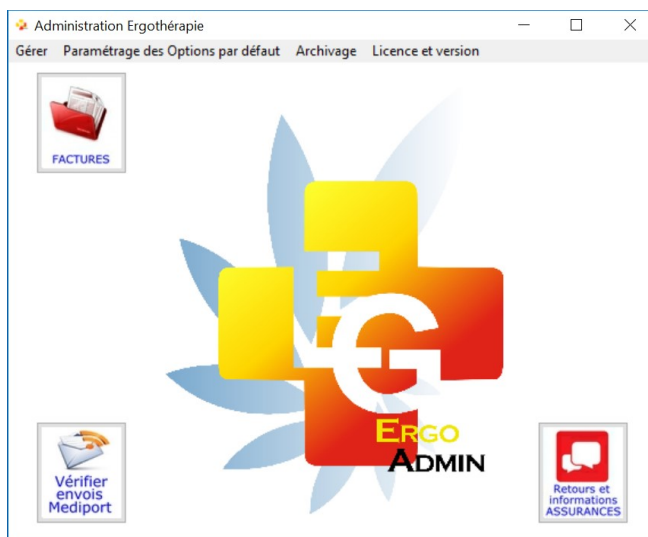 Administration Ergothérapie
Gérer Paramétrage des Options par défaut Archivage Licence et version
FACTURES
EG
ERGO
ADMIN
Vérifier
envois
Mediport
Retours et
informations
ASSURANCES